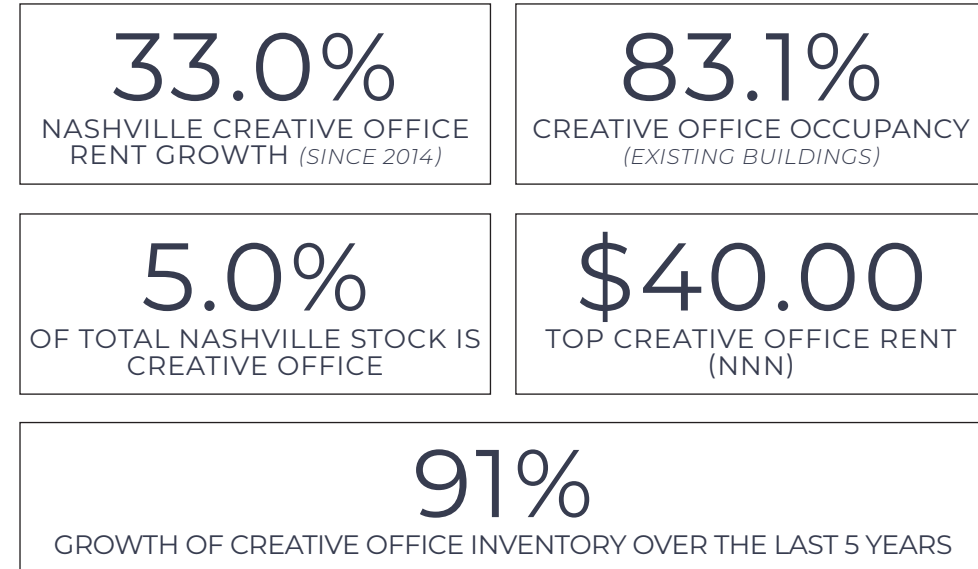 33.0%
NASHVILLE CREATIVE OFFICE
RENT GROWTH (SINCE 2014)
83.1%
CREATIVE OFFICE OCCUPANCY
(EXISTING BUILDINGS)
5.0%
OF TOTAL NASHVILLE STOCK IS
CREATIVE OFFICE
$40.00
TOP CREATIVE OFFICE RENT
(NNN)
91%
GROWTH OF CREATIVE OFFICE INVENTORY OVER THE LAST 5 YEARS